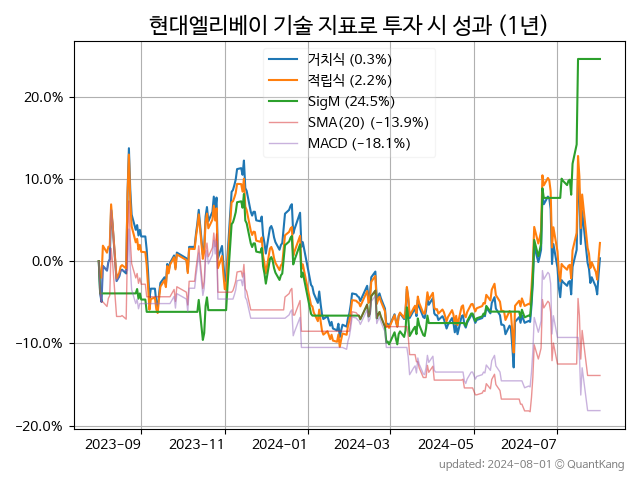 현대엘리베이 기술 지표로 투자 시 성과 (1년)
거치식 (0.3%)
적립식 (2.2%)
SigM (24.5%)
SMA(20) (−13.9%)
MACD (−18.1%)
20.0%
10.0%
0.0%
−10.0%
−20.0%
2023-09 2023-11 2024-01 2024-03 2024-05 2024-07
updated: 2024-08-01 © QuantKang